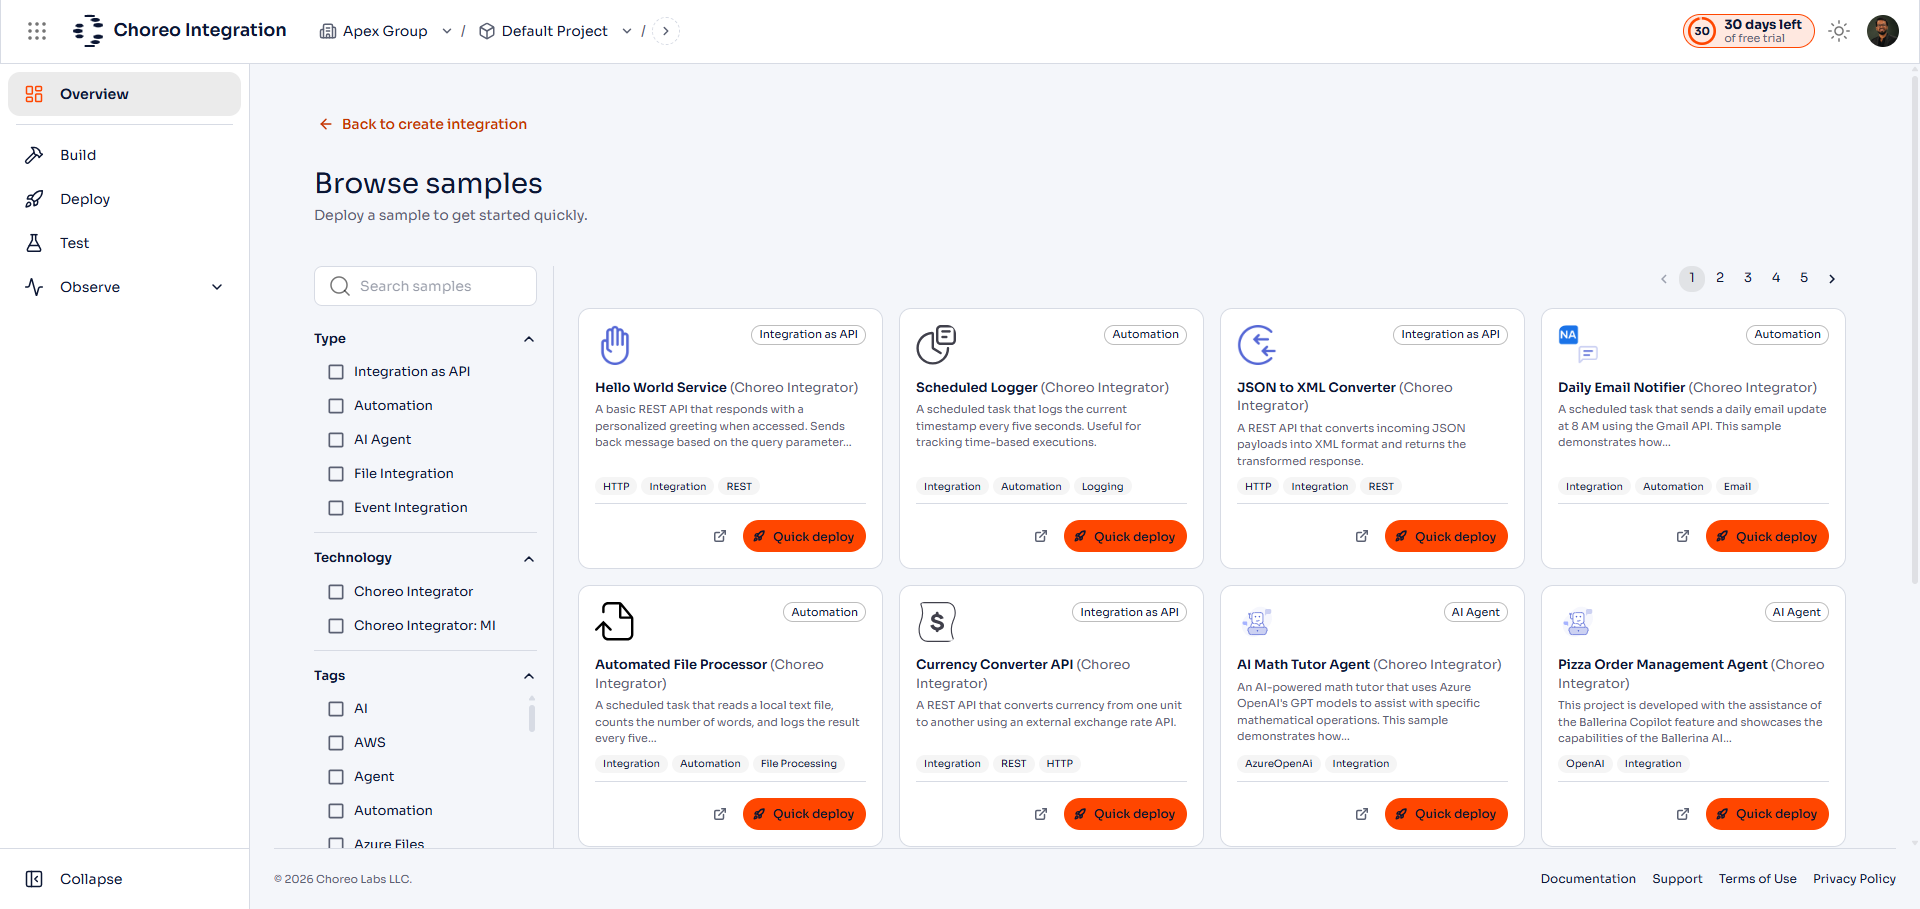 Choreo Integration
Apex Group
/
Default Project
/
30
30 days left
of free trial
Overview
Build
Deploy
Test
Observe
Collapse
Back to create integration
Browse samples
Deploy a sample to get started quickly.
Search samples
Type
Integration as API
Automation
AI Agent
File Integration
Event Integration
Technology
Choreo Integrator
Choreo Integrator: MI
Tags
AI
AWS
Agent
Automation
Azure Files
1 2 3 4 5
Integration as API
Hello World Service (Choreo Integrator)
A basic REST API that responds with a
personalized greeting when accessed. Sends
back message based on the query parameter...
HTTP Integration REST
Quick deploy
Automation
Scheduled Logger (Choreo Integrator)
A scheduled task that logs the current
timestamp every five seconds. Useful for
tracking time-based executions.
Integration Automation Logging
Quick deploy
Integration as API
JSON to XML Converter (Choreo
Integrator)
A REST API that converts incoming JSON
payloads into XML format and returns the
transformed response.
HTTP Integration REST
Quick deploy
NA
Automation
Daily Email Notifier (Choreo Integrator)
A scheduled task that sends a daily email update
at 8 AM using the Gmail API. This sample
demonstrates how...
Integration Automation Email
Quick deploy
Automation
Automated File Processor (Choreo
Integrator)
A scheduled task that reads a local text file,
counts the number of words, and logs the result
every five...
Integration Automation File Processing
Quick deploy
$
Integration as API
Currency Converter API (Choreo
Integrator)
A REST API that converts currency from one unit
to another using an external exchange rate API.
Integration REST HTTP
Quick deploy
AI Agent
AI Math Tutor Agent (Choreo Integrator)
An AI-powered math tutor that uses Azure
OpenAI's GPT models to assist with specific
mathematical operations. This sample
demonstrates how...
AzureOpenAi Integration
Quick deploy
AI Agent
Pizza Order Management Agent (Choreo
Integrator)
This project is developed with the assistance of
the Ballerina Copilot feature and showcases the
capabilities of the Ballerina AI...
OpenAI Integration
Quick deploy
© 2026 Choreo Labs LLC.
Documentation Support Terms of Use Privacy Policy